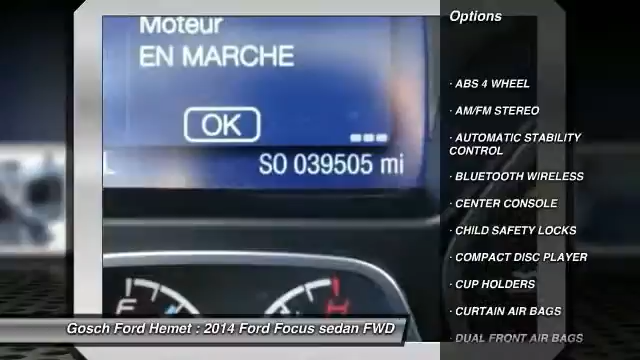 Moteur
EN MARCHE
OK
L
SO 039505 mi
F
H
Options
· ABS 4 WHEEL
· AM/FM STEREO
· AUTOMATIC STABILITY
CONTROL
· BLUETOOTH WIRELESS
· CENTER CONSOLE
· CHILD SAFETY LOCKS
· COMPACT DISC PLAYER
· CUP HOLDERS
· CURTAIN AIR BAGS
· DUAL FRONT AIR BAGS
Gosch Ford Hemet : 2014 Ford Focus sedan FWD